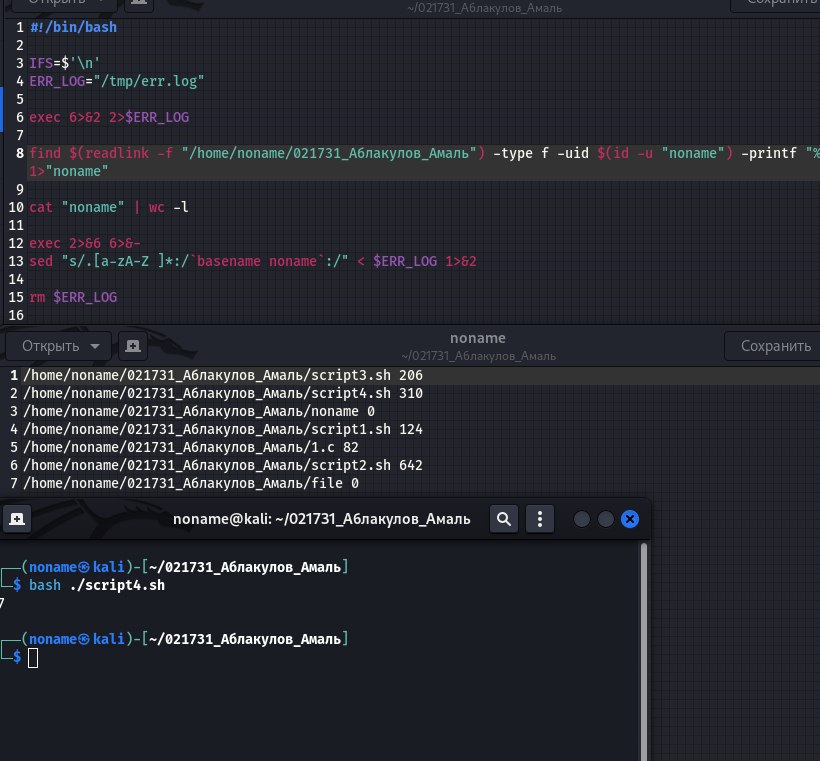 Открыть
~/021731_Аблакулов_Амаль
Сохранить
1 #!/bin/bash
2
3 IFS=$'\n'
4 ERR_LOG="/tmp/err.log"
5
6 exec 6>&2 2>$ERR_LOG
7
8 find $(readlink -f "/home/noname/021731_Аблакулов_Амаль") -type f -uid $(id -u "noname") -printf "%
1>"noname"
9
10 cat "noname" | wc -l
11
12 exec 2>&6 6>&-
13 sed "s/.[a-zA-Z ]*:/`basename noname`:/" < $ERR_LOG 1>&2
14
15 rm $ERR_LOG
16
Открыть
noname
~/021731_Аблакулов_Амаль
Сохранить
1 /home/noname/021731_Аблакулов_Амаль/script3.sh 206
2 /home/noname/021731_Аблакулов_Амаль/script4.sh 310
3 /home/noname/021731_Аблакулов_Амаль/noname 0
4 /home/noname/021731_Аблакулов_Амаль/script1.sh 124
5 /home/noname/021731_Аблакулов_Амаль/1.c 82
6 /home/noname/021731_Аблакулов_Амаль/script2.sh 642
7 /home/noname/021731_Аблакулов_Амаль/file 0
noname@kali: ~/021731_Аблакулов_Амаль
┌──(noname㉿kali)-[~/021731_Аблакулов_Амаль]
└─$ bash ./script4.sh
7
┌──(noname㉿kali)-[~/021731_Аблакулов_Амаль]
└─$